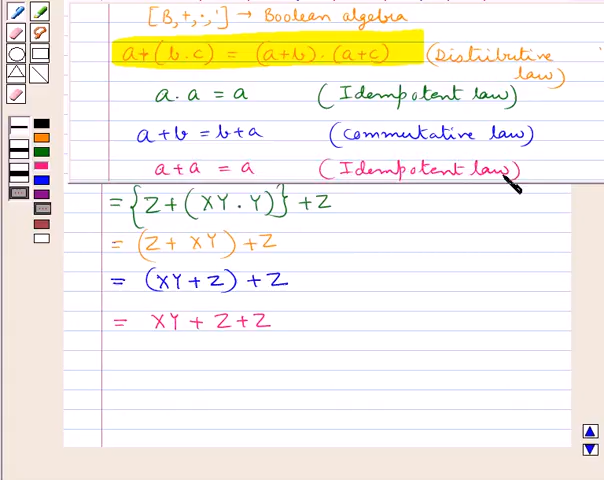 [B, +, ·, '] → Boolean algebra
a+(b.c) = (a+b).(a+c) (Distributive law)
a . a = a (Idempotent law)
a + b = b + a (Commutative law)
a + a = a (Idempotent law)
= {Z + (XY . Y)} + Z
= (Z + XY) + Z
= (XY + Z) + Z
= XY + Z + Z